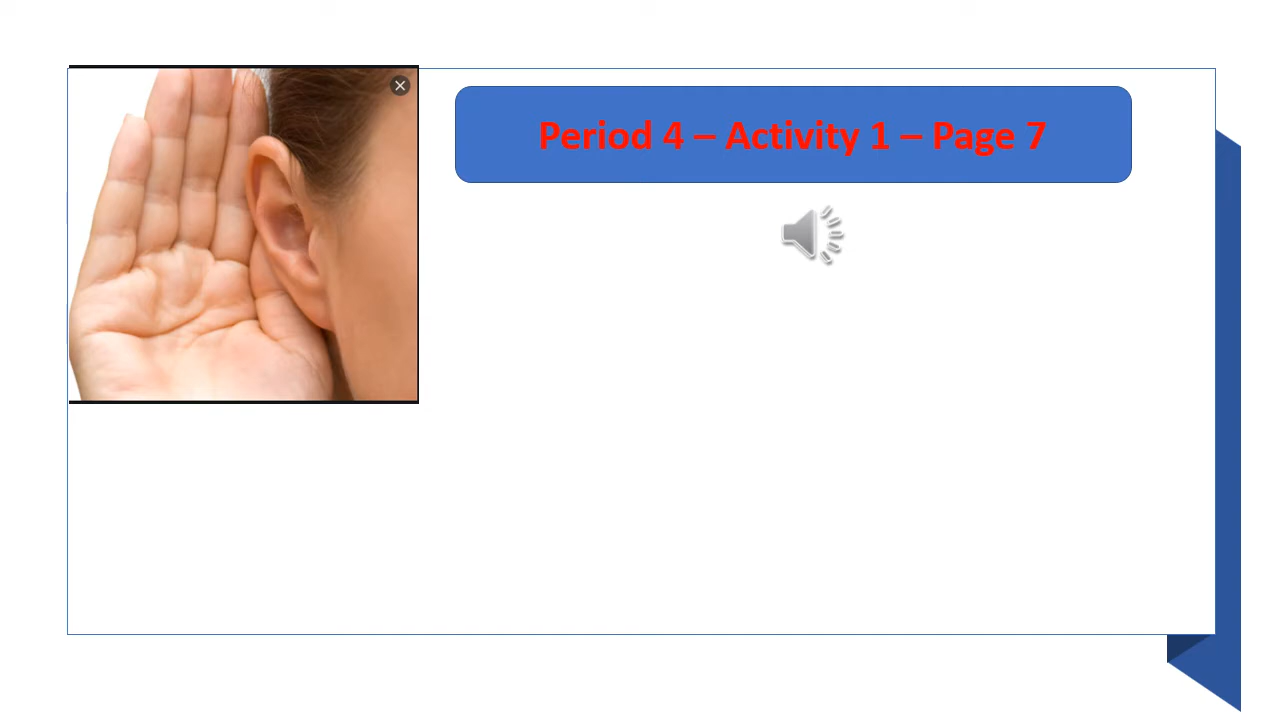 Period 4 – Activity 1 – Page 7